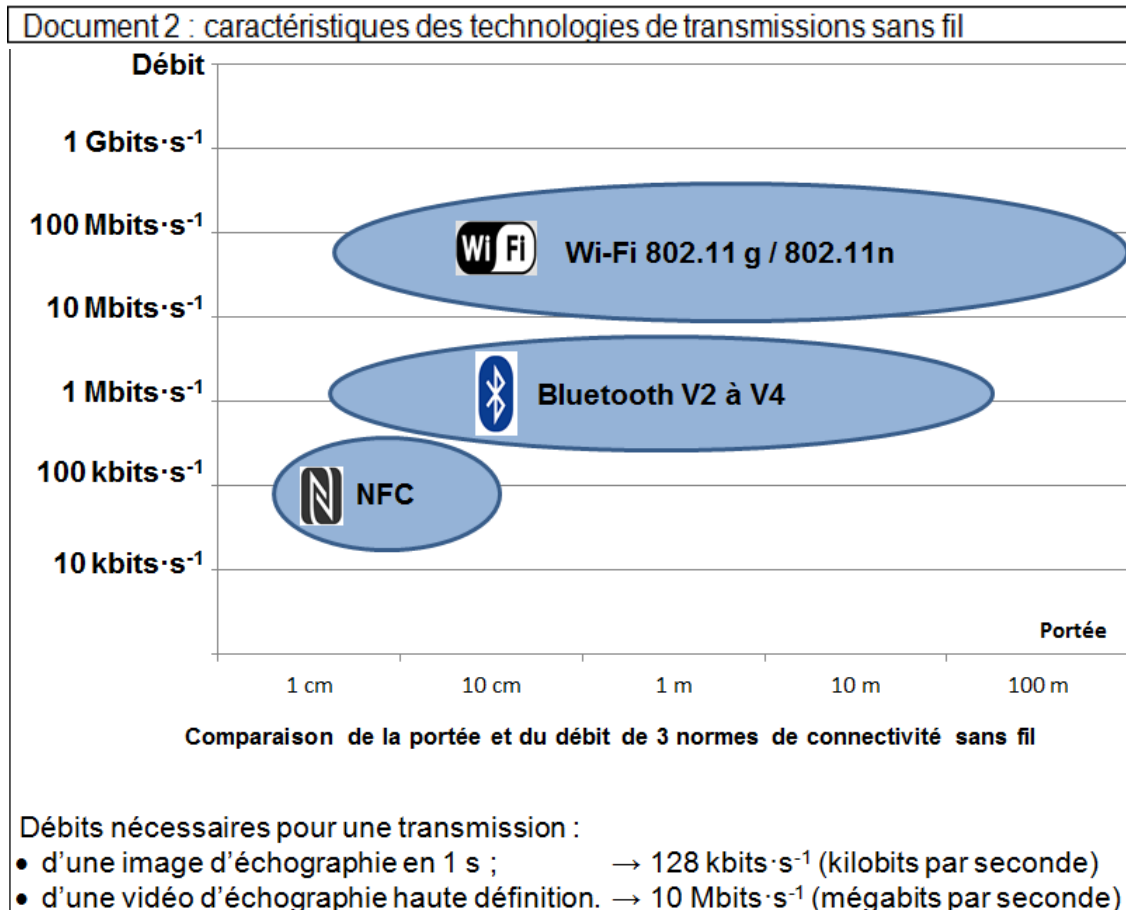 Document 2 : caractéristiques des technologies de transmissions sans fil
Débit
1 Gbits·s⁻¹
100 Mbits·s⁻¹
Wi Fi Wi-Fi 802.11 g / 802.11n
10 Mbits·s⁻¹
1 Mbits·s⁻¹
Bluetooth V2 à V4
100 kbits·s⁻¹
NFC
10 kbits·s⁻¹
Portée
1 cm 10 cm 1 m 10 m 100 m
Comparaison de la portée et du débit de 3 normes de connectivité sans fil
Débits nécessaires pour une transmission :
• d'une image d'échographie en 1 s ; → 128 kbits·s⁻¹ (kilobits par seconde)
• d'une vidéo d'échographie haute définition. → 10 Mbits·s⁻¹ (mégabits par seconde)